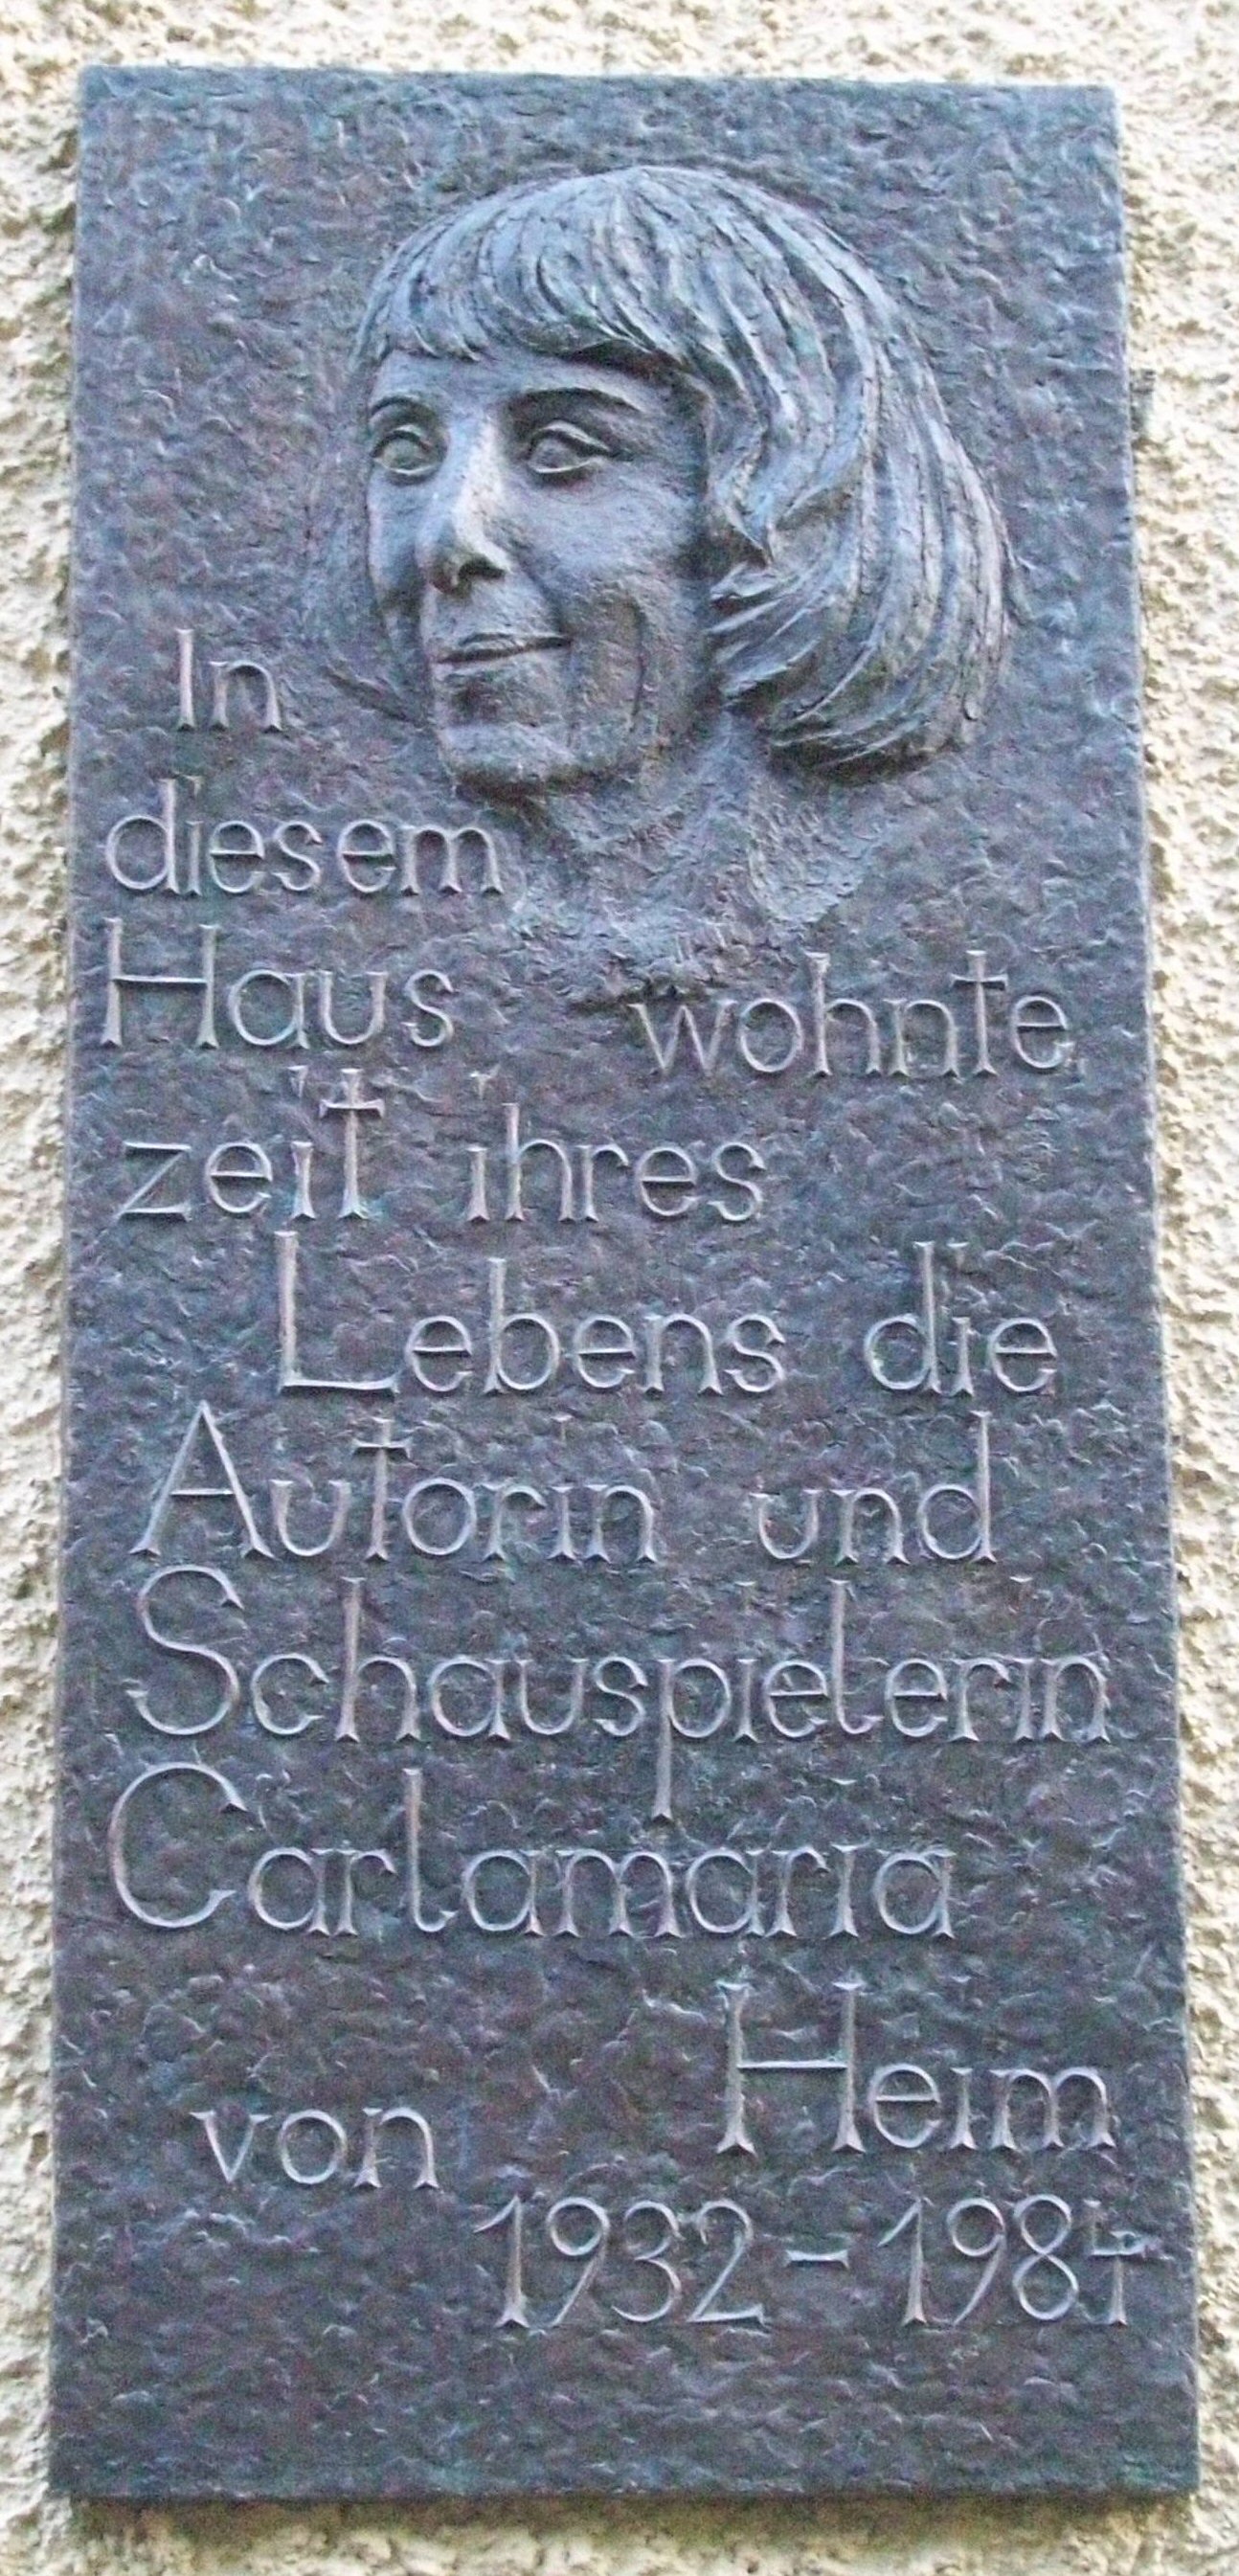 In
diesem
Haus wohnte
zeit ihres
Lebens die
Autorin und
Schauspielerin
Carlamaria
Heim
von 1932-1984